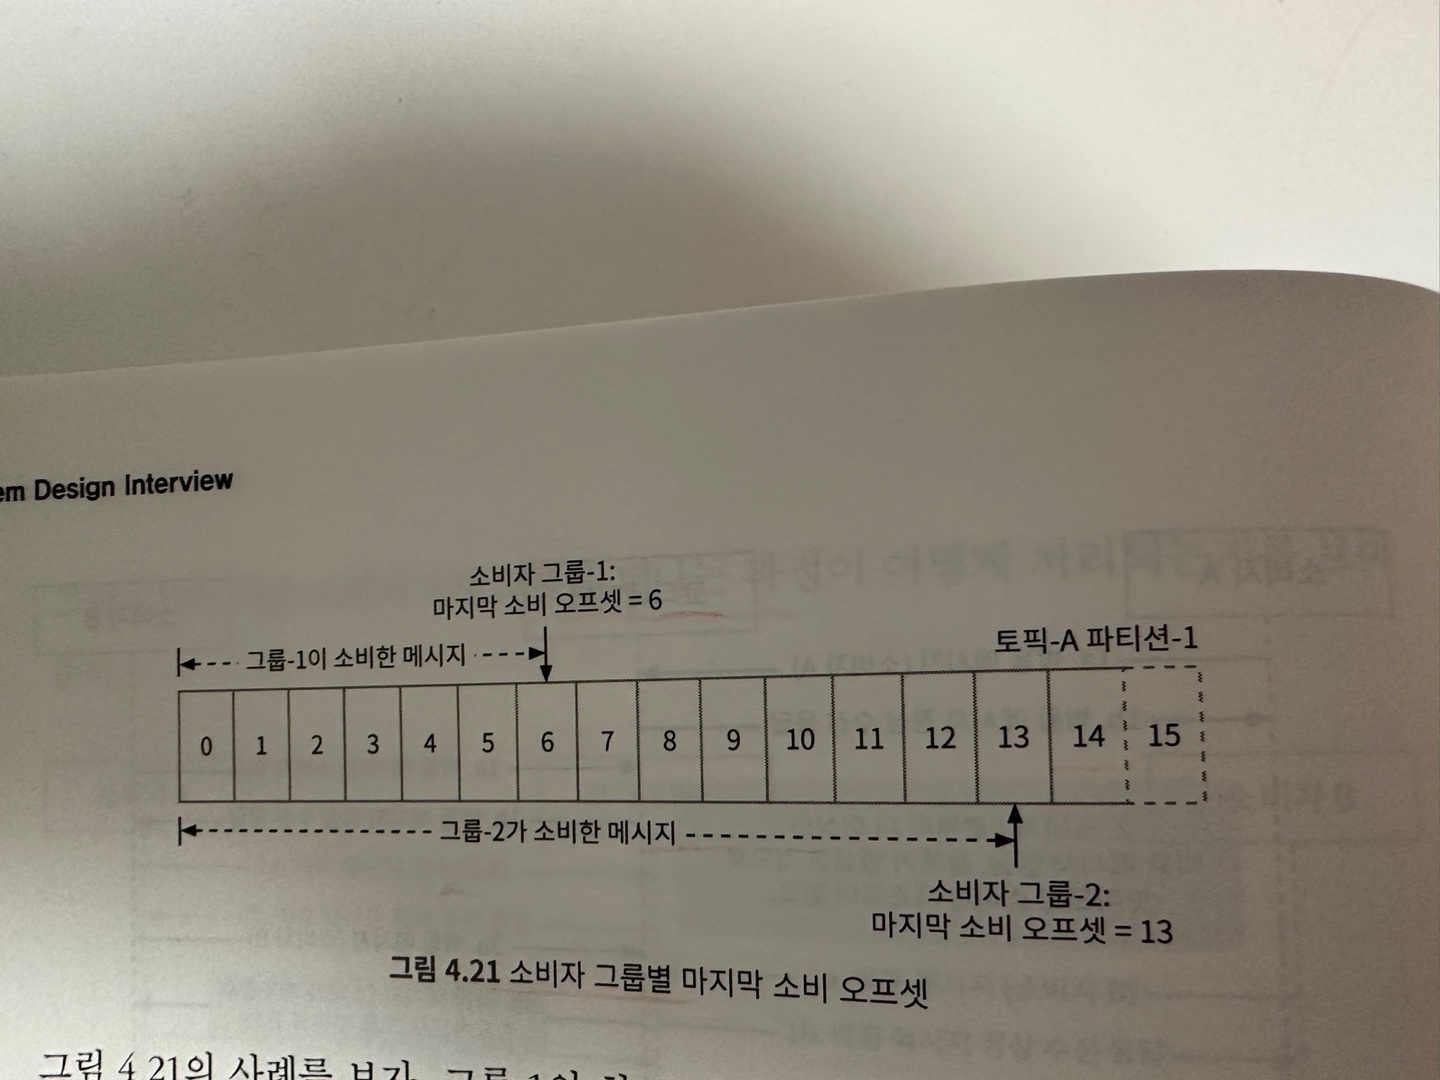 em Design Interview
소비자 그룹-1:
마지막 소비 오프셋 = 6
그룹-1이 소비한 메시지
토픽-A 파티션-1
0 1 2 3 4 5 6 7 8 9 10 11 12 13 14 15
그룹-2가 소비한 메시지
소비자 그룹-2:
마지막 소비 오프셋 = 13
그림 4.21 소비자 그룹별 마지막 소비 오프셋
그림 4.21의 사례를 보자.